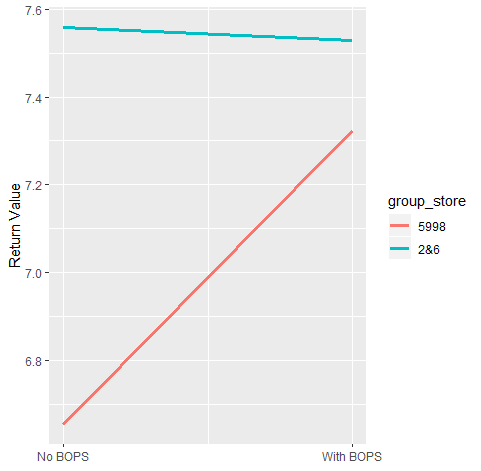 7.6
7.4
7.2
7.0
6.8
Return Value
No BOPS
With BOPS
group_store
5998
2&6